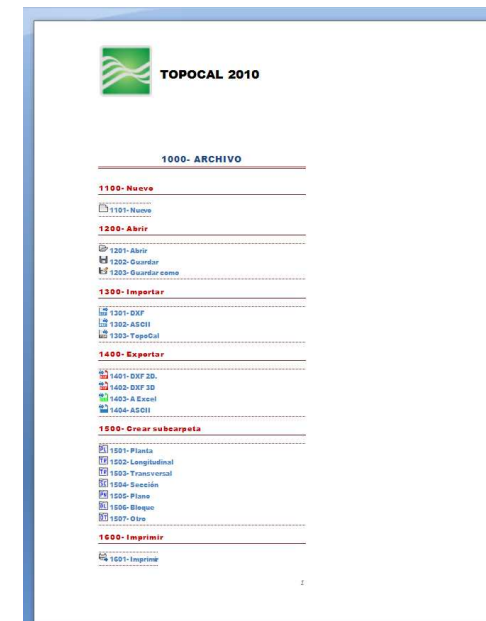 TOPOCAL 2010
1000- ARCHIVO
1100- Nuevo
1101- Nuevo
1200- Abrir
1201- Abrir
1202- Guardar
1203- Guardar como
1300- Importar
1301- DXF
1302- ASCII
1303- TopoCal
1400- Exportar
1401- DXF 2D.
1402- DXF 3D
1403- A Excel
1404- ASCII
1500- Crear subcarpeta
1501- Planta
1502- Longitudinal
1503- Transversal
1504- Sección
1505- Plano
1506- Bloque
1507- Otro
1600- Imprimir
1601- Imprimir